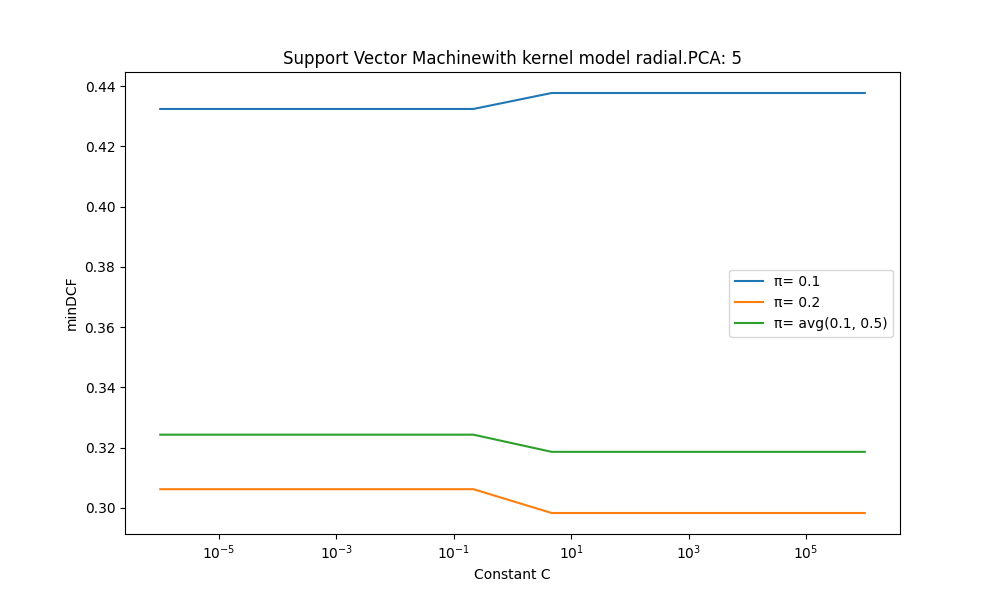 Support Vector Machinewith kernel model radial.PCA: 5
0.44
0.42
0.40
0.38
0.36
0.34
0.32
0.30
minDCF
π= 0.1
π= 0.2
π= avg(0.1, 0.5)
10⁻⁵ 10⁻³ 10⁻¹ 10¹ 10³ 10⁵
Constant C